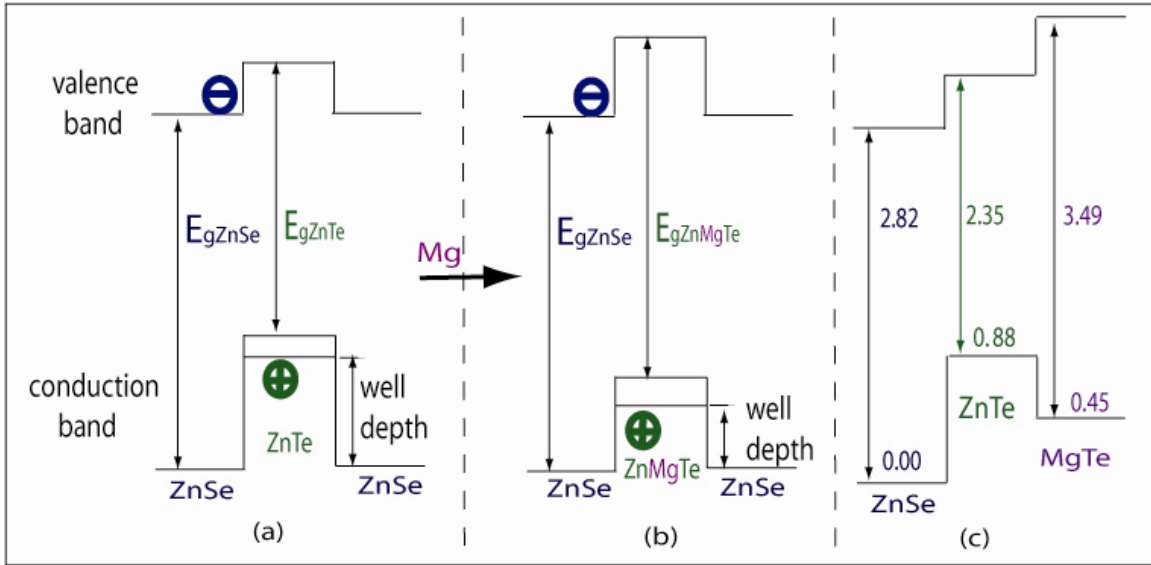 valence
band
⊖
EgZnSe
EgZnTe
conduction
band
⊕
ZnTe
well
depth
ZnSe
ZnSe
(a)
Mg
⊖
EgZnSe
EgZnMgTe
⊕
ZnMgTe
well
depth
ZnSe
ZnSe
(b)
2.82
2.35
3.49
0.88
0.45
ZnTe
MgTe
0.00
ZnSe
(c)